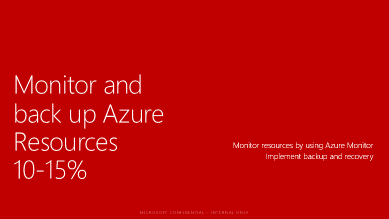 Monitor and
back up Azure
Resources
10-15%
Monitor resources by using Azure Monitor
Implement backup and recovery
MICROSOFT CONFIDENTIAL - INTERNAL ONLY